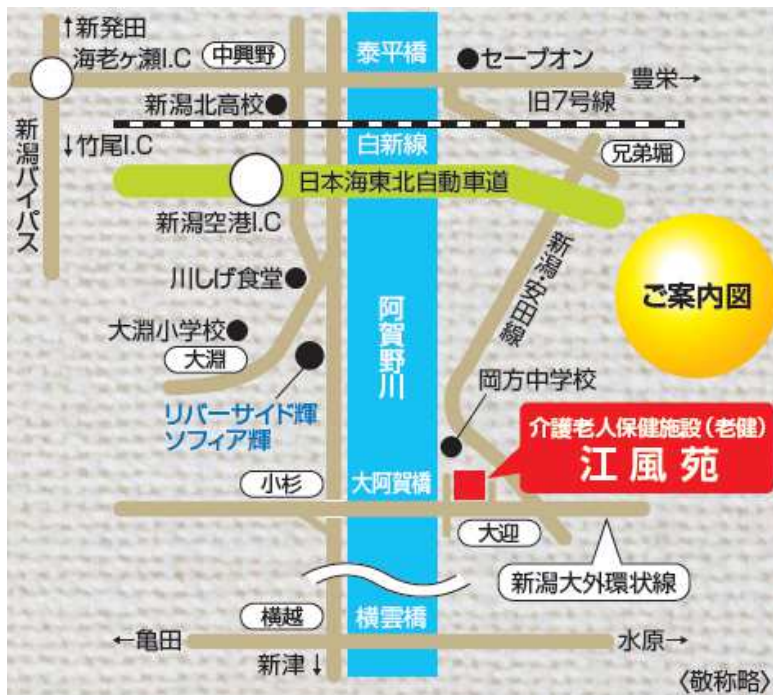 ↑新発田
海老ヶ瀬I.C
中興野
泰平橋
セーブオン
豊栄→
旧7号線
新潟北高校
新潟バイパス
↓竹尾I.C
白新線
兄弟堀
日本海東北自動車道
新潟空港I.C
新潟・安田線
ご案内図
川しげ食堂
阿賀野川
大淵小学校
大淵
岡方中学校
リバーサイド輝
ソフィア輝
介護老人保健施設(老健)
江風苑
小杉
大阿賀橋
大迎
新潟大外環状線
横越
横雲橋
←亀田
新津↓
水原→
〈敬称略〉